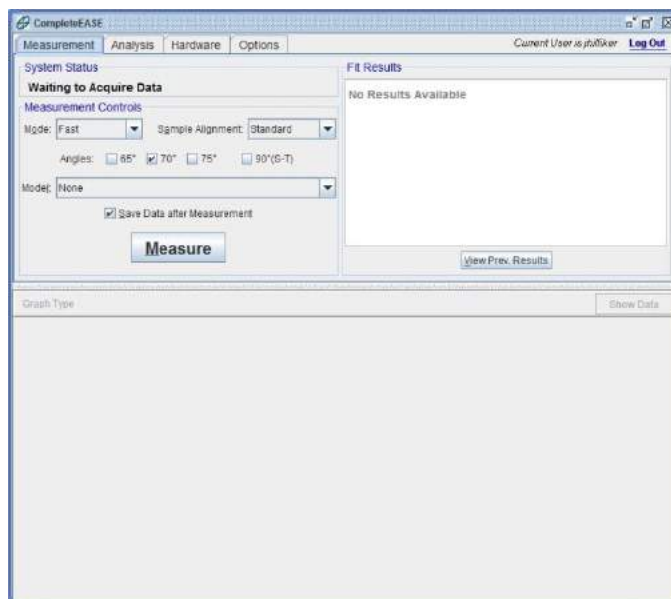 CompleteEASE
Measurement Analysis Hardware Options Current User is jhilfiker Log Out
System Status
Waiting to Acquire Data
Measurement Controls
Mode: Fast Sample Alignment: Standard
Angles: 65° 70° 75° 90°(S-T)
Model: None
Save Data after Measurement
Measure
Fit Results
No Results Available
View Prev. Results
Graph Type Show Data